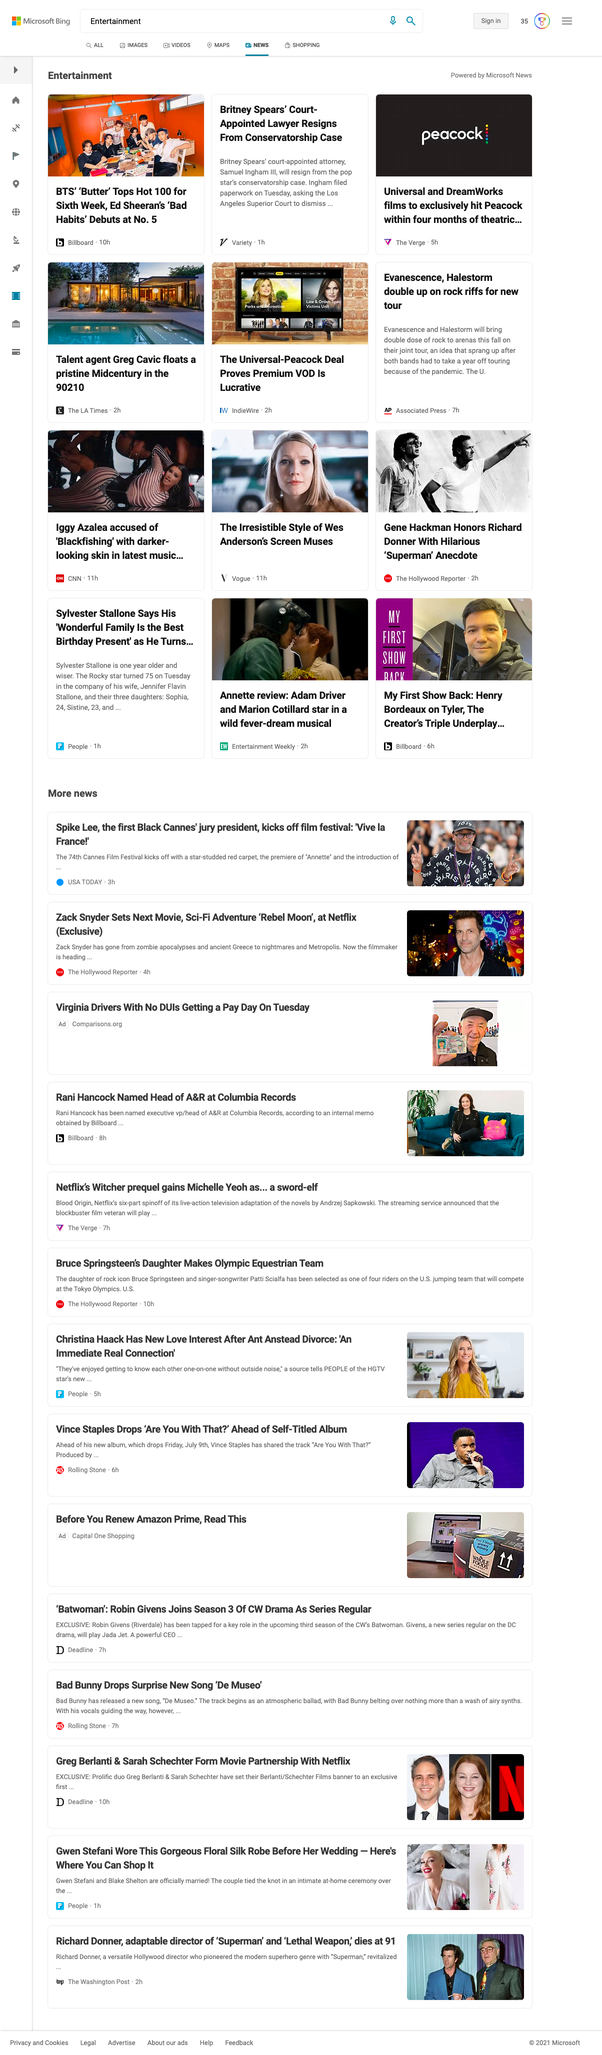 Microsoft Bing
Entertainment
Sign in
35
ALL
IMAGES
VIDEOS
MAPS
NEWS
SHOPPING
Entertainment
Powered by Microsoft News
BTS' 'Butter' Tops Hot 100 for
Sixth Week, Ed Sheeran's 'Bad
Habits' Debuts at No. 5
Billboard · 10h
Britney Spears' Court-
Appointed Lawyer Resigns
From Conservatorship Case
Britney Spears' court-appointed attorney,
Samuel Ingham III, will resign from the pop
star's conservatorship case. Ingham filed
paperwork on Tuesday, asking the Los
Angeles Superior Court to dismiss ...
Variety · 1h
peacock
Universal and DreamWorks
films to exclusively hit Peacock
within four months of theatric...
The Verge · 5h
Talent agent Greg Cavic floats a
pristine Midcentury in the
90210
The LA Times · 2h
The Universal-Peacock Deal
Proves Premium VOD Is
Lucrative
IW
IndieWire · 2h
Evanescence, Halestorm
double up on rock riffs for new
tour
Evanescence and Halestorm will bring
double dose of rock to arenas this fall on
their joint tour, an idea that sprang up after
both bands had to take a year off touring
because of the pandemic. The U.
AP
Associated Press · 7h
Iggy Azalea accused of
'Blackfishing' with darker-
looking skin in latest music...
CNN · 11h
The Irresistible Style of Wes
Anderson's Screen Muses
V
Vogue · 11h
Gene Hackman Honors Richard
Donner With Hilarious
'Superman' Anecdote
The Hollywood Reporter · 2h
Sylvester Stallone Says His
'Wonderful Family Is the Best
Birthday Present' as He Turns...
Sylvester Stallone is one year older and
wiser. The Rocky star turned 75 on Tuesday
in the company of his wife, Jennifer Flavin
Stallone, and their three daughters: Sophia,
24, Sistine, 23, and ...
People · 1h
Annette review: Adam Driver
and Marion Cotillard star in a
wild fever-dream musical
EW
Entertainment Weekly · 2h
MY
FIRST
SHOW
BACK
My First Show Back: Henry
Bordeaux on Tyler, The
Creator's Triple Underplay...
Billboard · 6h
More news
Spike Lee, the first Black Cannes' jury president, kicks off film festival: 'Vive la
France!'
The 74th Cannes Film Festival kicks off with a star-studded red carpet, the premiere of "Annette" and the introduction of
...
USA TODAY · 3h
Zack Snyder Sets Next Movie, Sci-Fi Adventure 'Rebel Moon', at Netflix
(Exclusive)
Zack Snyder has gone from zombie apocalypses and ancient Greece to nightmares and Metropolis. Now the filmmaker
is heading ...
The Hollywood Reporter · 4h
Virginia Drivers With No DUIs Getting a Pay Day On Tuesday
Ad
Comparisons.org
Rani Hancock Named Head of A&R at Columbia Records
Rani Hancock has been named executive vp/head of A&R at Columbia Records, according to an internal memo
obtained by Billboard ...
Billboard · 8h
Netflix's Witcher prequel gains Michelle Yeoh as... a sword-elf
Blood Origin, Netflix's six-part spinoff of its live-action television adaptation of the novels by Andrzej Sapkowski. The streaming service announced that the
blockbuster film veteran will play ...
The Verge · 7h
Bruce Springsteen's Daughter Makes Olympic Equestrian Team
The daughter of rock icon Bruce Springsteen and singer-songwriter Patti Scialfa has been selected as one of four riders on the U.S. jumping team that will compete
at the Tokyo Olympics. U.S.
The Hollywood Reporter · 10h
Christina Haack Has New Love Interest After Ant Anstead Divorce: 'An
Immediate Real Connection'
"They've enjoyed getting to know each other one-on-one without outside noise," a source tells PEOPLE of the HGTV
star's new ...
People · 5h
Vince Staples Drops 'Are You With That?' Ahead of Self-Titled Album
Ahead of his new album, which drops Friday, July 9th, Vince Staples has shared the track "Are You With That?"
Produced by ...
Rolling Stone · 6h
Before You Renew Amazon Prime, Read This
Ad
Capital One Shopping
'Batwoman': Robin Givens Joins Season 3 Of CW Drama As Series Regular
EXCLUSIVE: Robin Givens (Riverdale) has been tapped for a key role in the upcoming third season of the CW's Batwoman. Givens, a new series regular on the DC
drama, will play Jada Jet. A powerful CEO ...
D
Deadline · 7h
Bad Bunny Drops Surprise New Song 'De Museo'
Bad Bunny has released a new song, "De Museo." The track begins as an atmospheric ballad, with Bad Bunny belting over nothing more than a wash of airy synths.
With his vocals guiding the way, however, ...
Rolling Stone · 7h
Greg Berlanti & Sarah Schechter Form Movie Partnership With Netflix
EXCLUSIVE: Prolific duo Greg Berlanti & Sarah Schechter have set their Berlanti/Schechter Films banner to an exclusive
first ...
D
Deadline · 10h
Gwen Stefani Wore This Gorgeous Floral Silk Robe Before Her Wedding — Here's
Where You Can Shop It
Gwen Stefani and Blake Shelton are officially married! The couple tied the knot in an intimate at-home ceremony over
the ...
People · 1h
Richard Donner, adaptable director of 'Superman' and 'Lethal Weapon,' dies at 91
Richard Donner, a versatile Hollywood director who pioneered the modern superhero genre with "Superman," revitalized
...
wp
The Washington Post · 2h
Privacy and Cookies
Legal
Advertise
About our ads
Help
Feedback
© 2021 Microsoft